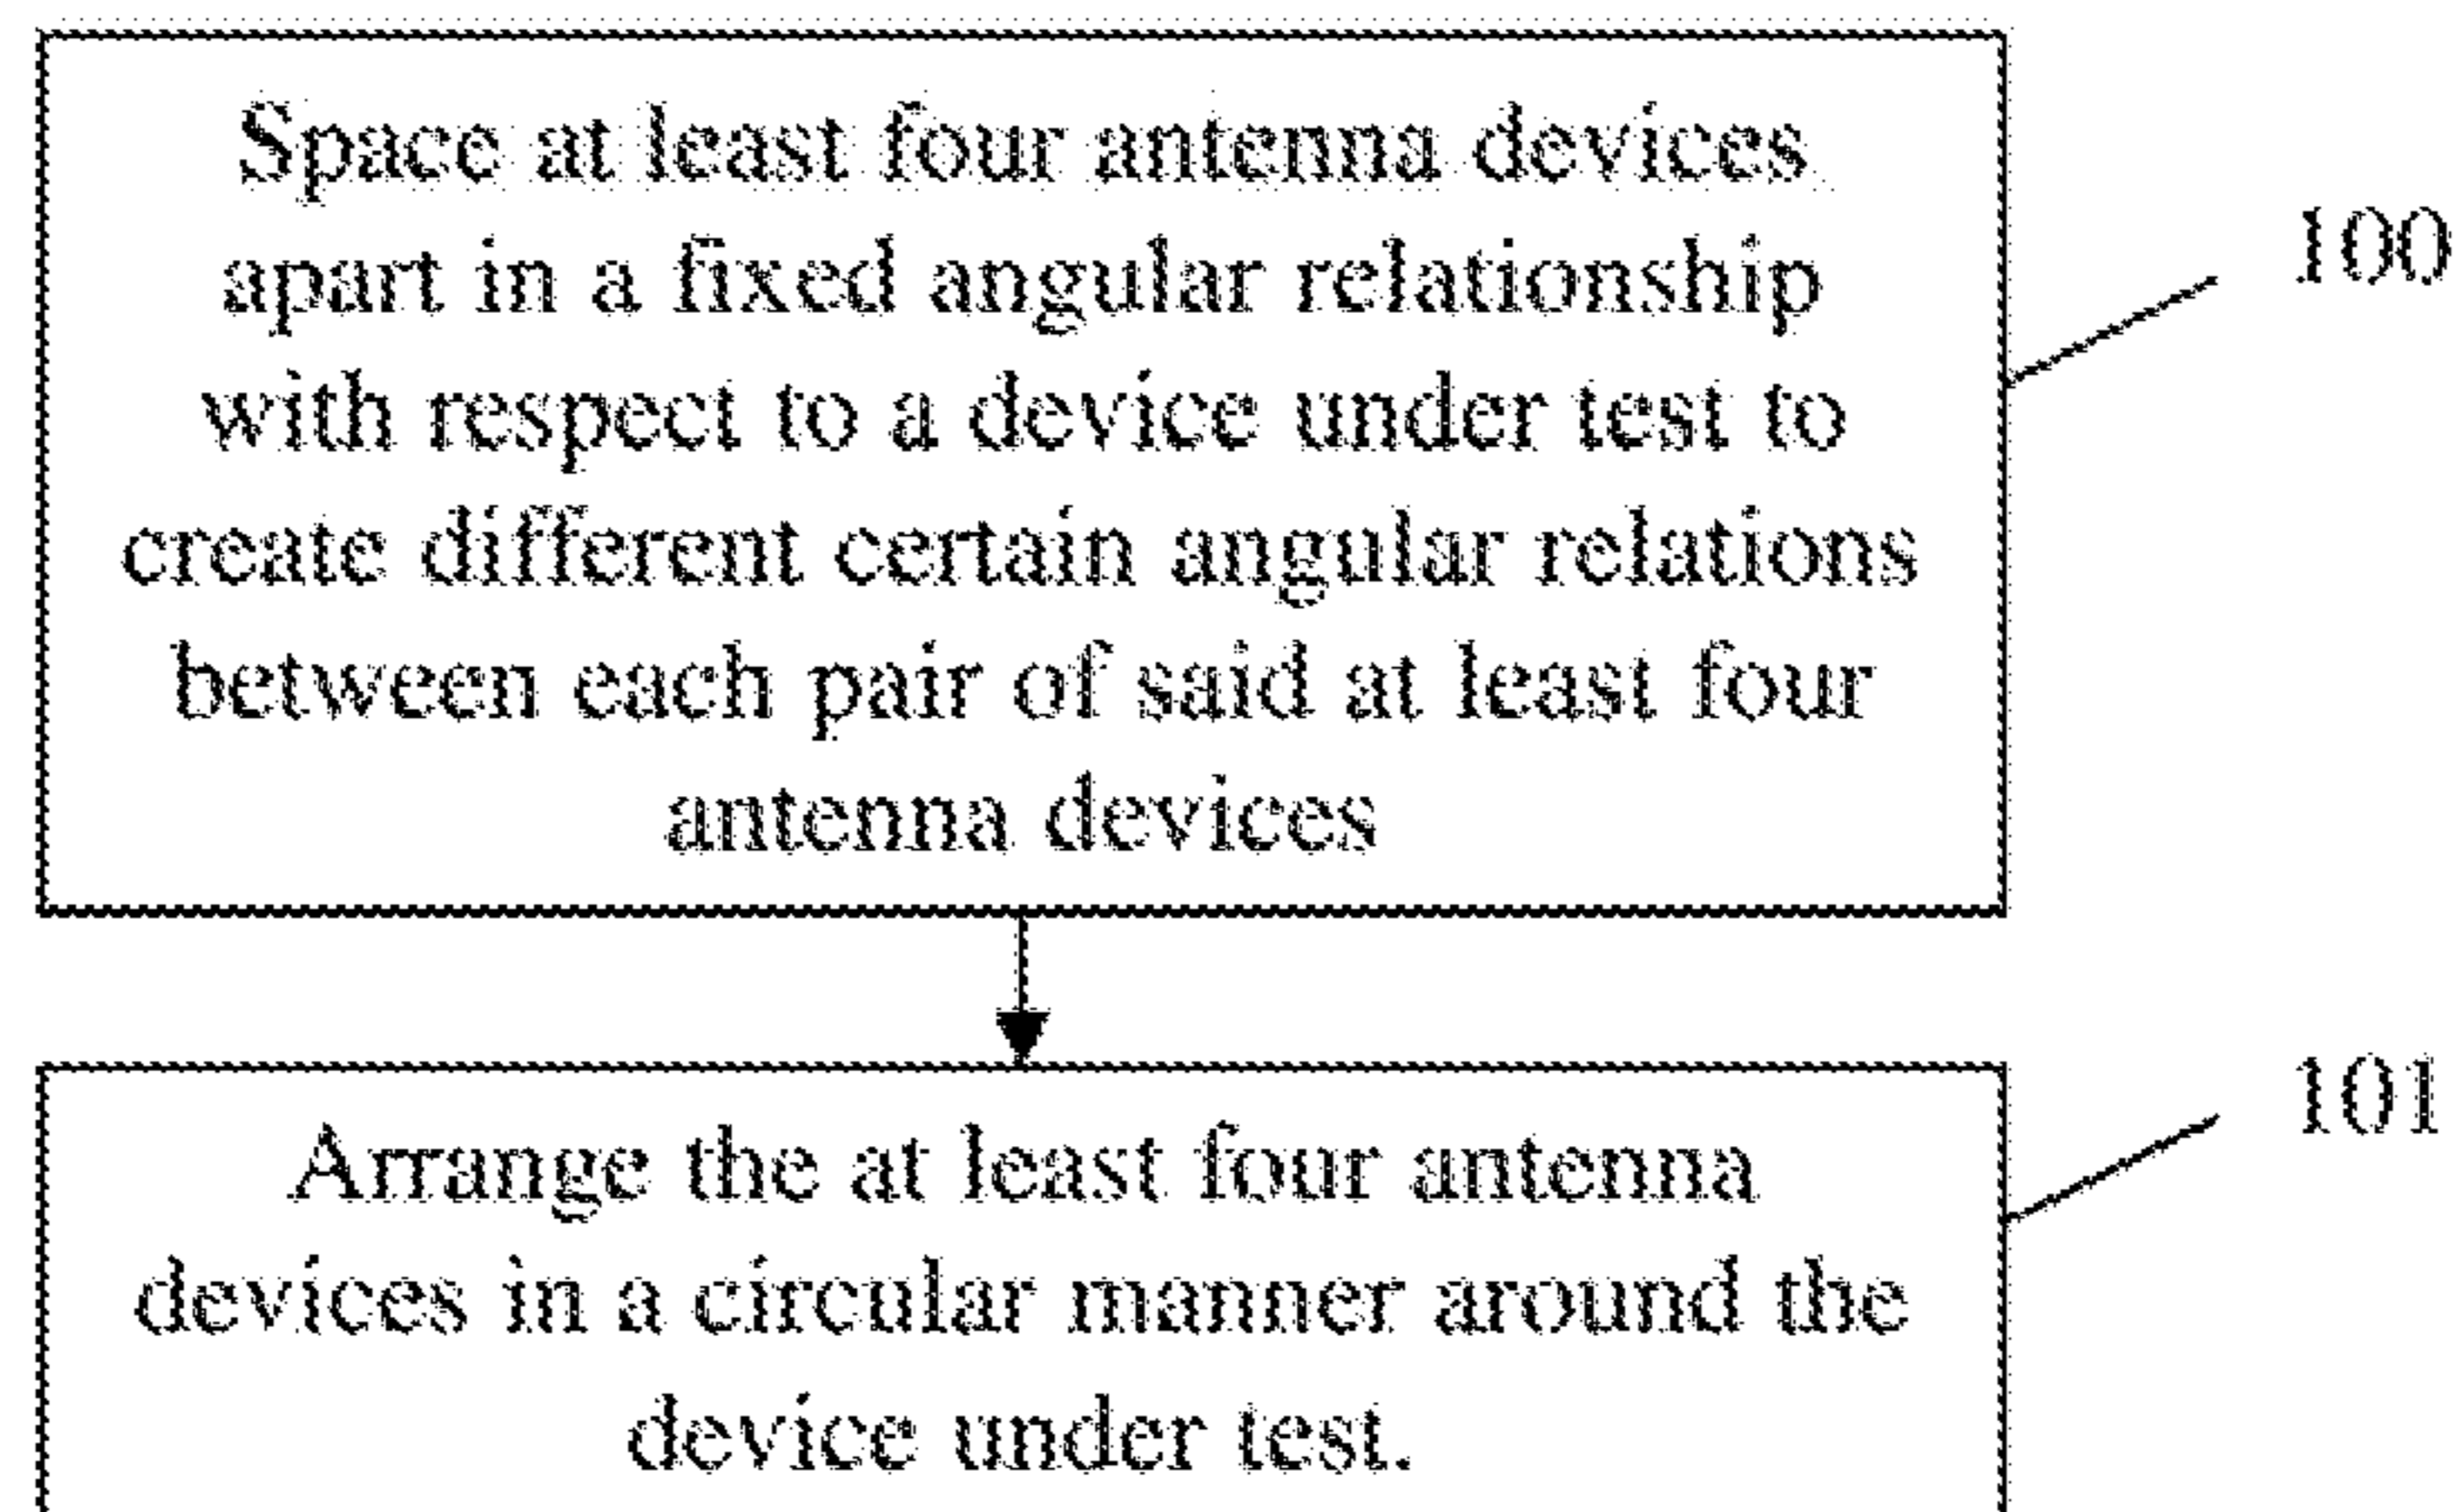 Space at least four antenna devices
apart in a fixed angular relationship
with respect to a device under test to
create different certain angular relations
between each pair of said at least four
antenna devices
100
Arrange the at least four antenna
devices in a circular manner around the
device under test.
101